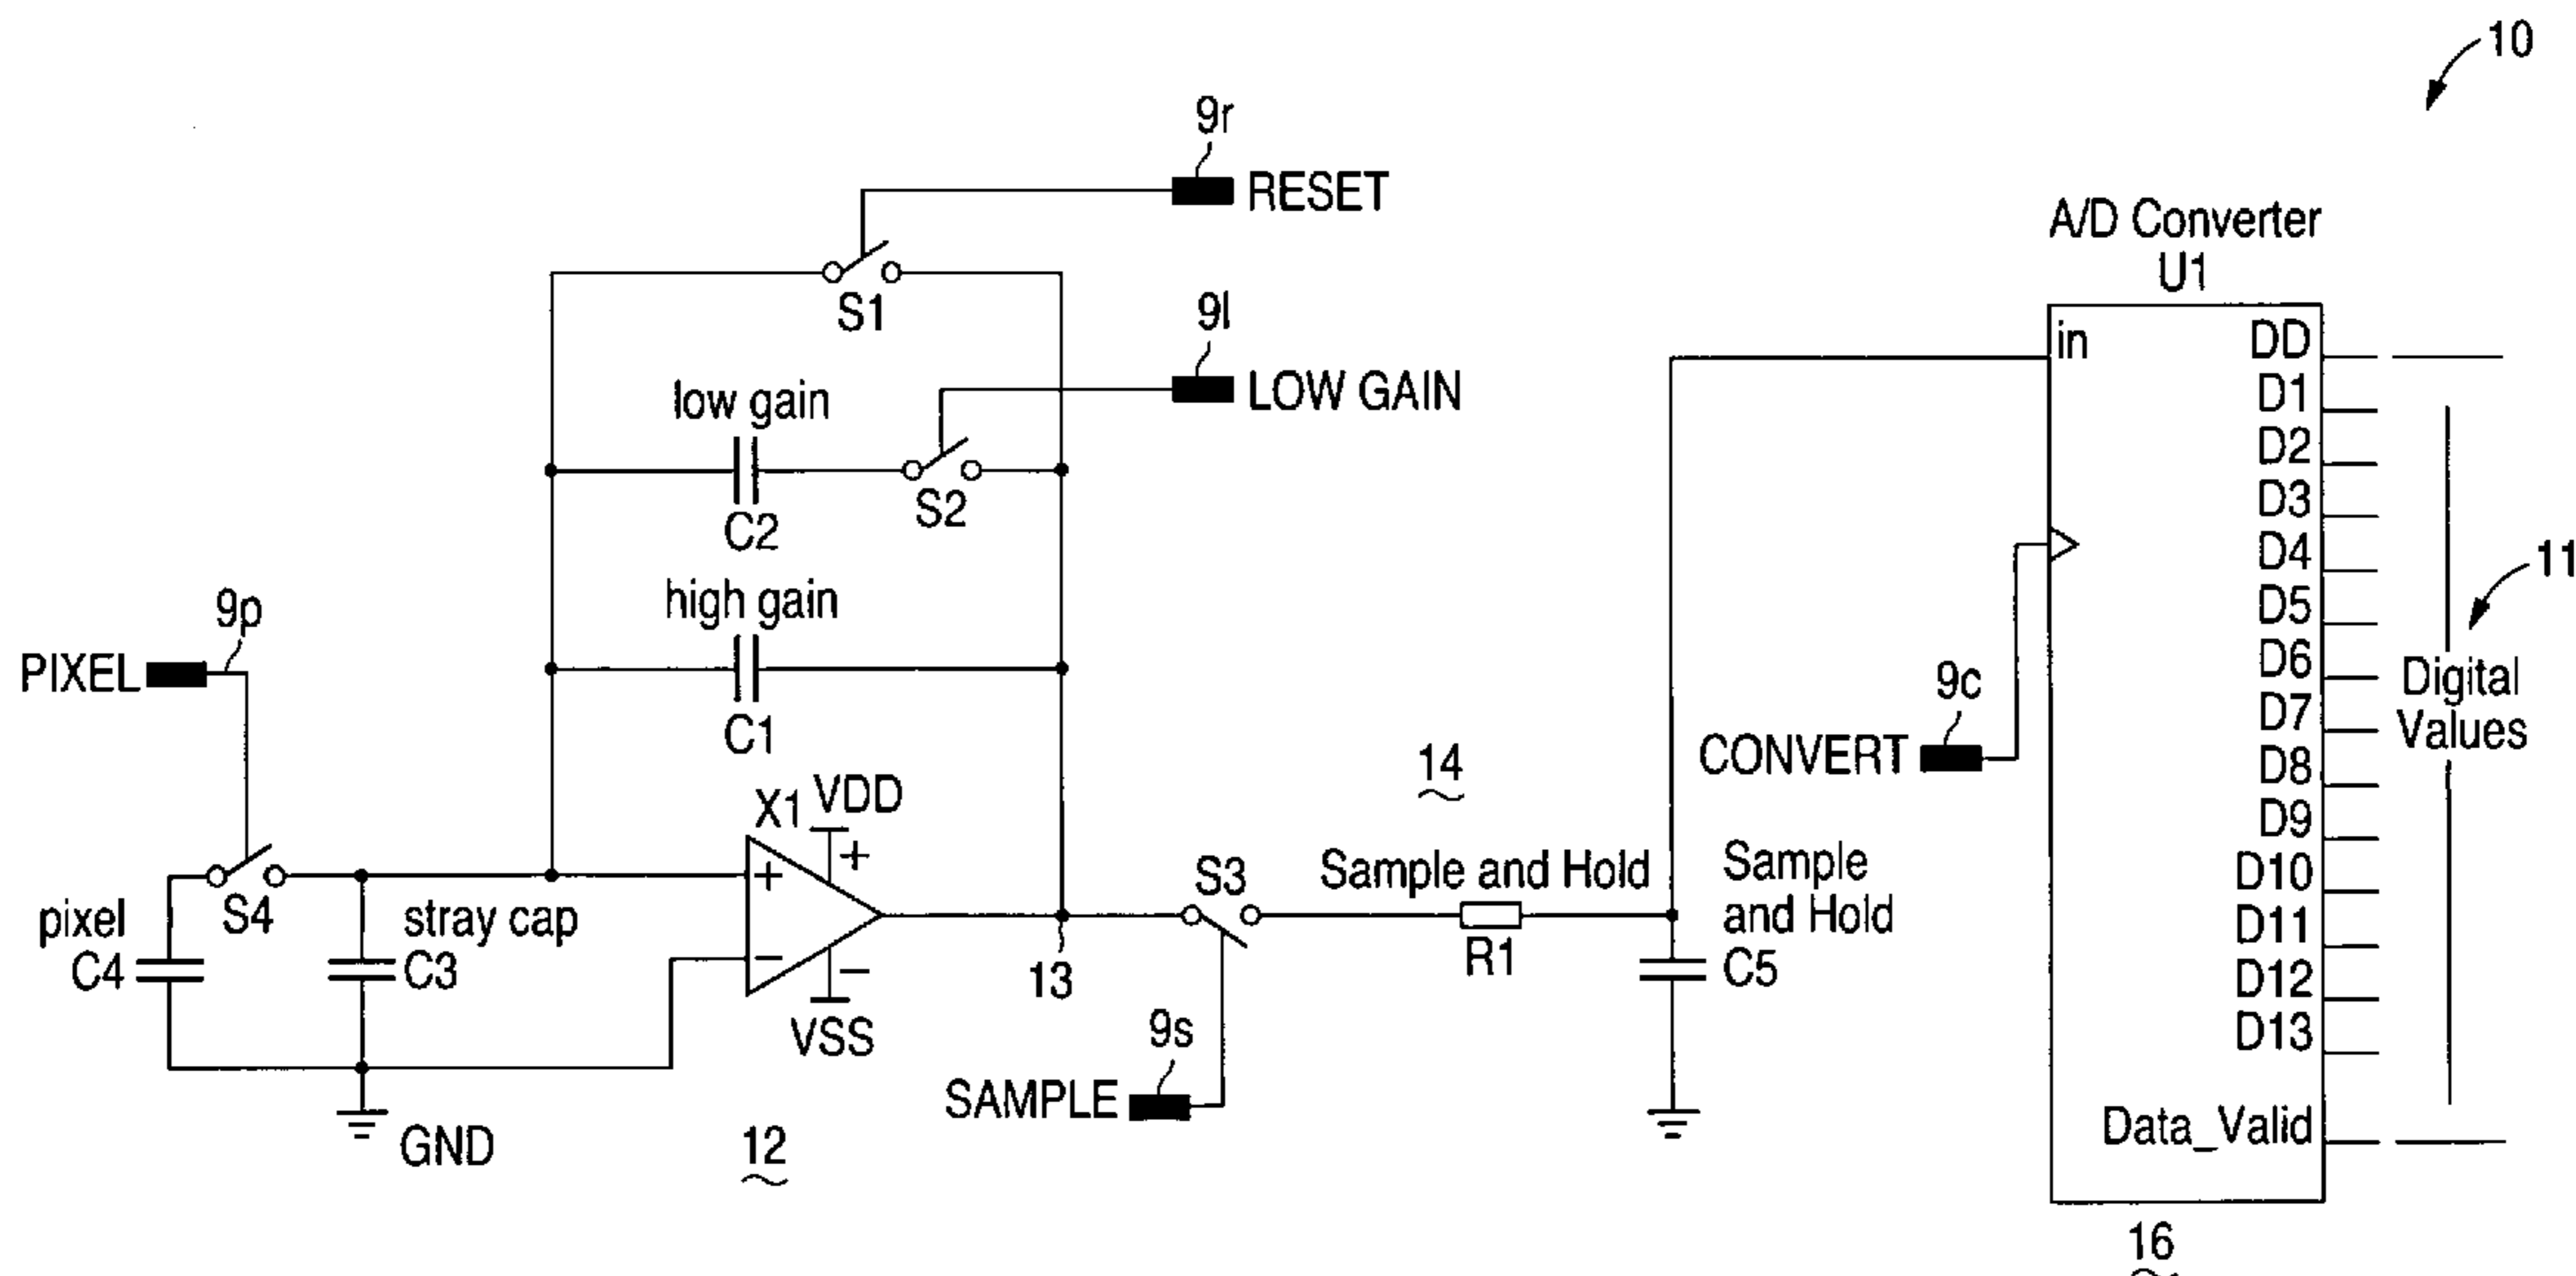 10
9r
RESET
S1
A/D Converter
U1
9l
LOW GAIN
low gain
S2
C2
in
DD
D1
D2
D3
D4
D5
D6
D7
D8
D9
D10
D11
D12
D13
Data_Valid
11
Digital
Values
high gain
C1
9p
PIXEL
9c
CONVERT
14
X1
VDD
+
+
−
−
VSS
S4
pixel
C4
stray cap
C3
GND
12
13
S3
Sample and Hold
R1
Sample
and Hold
C5
9s
SAMPLE
16